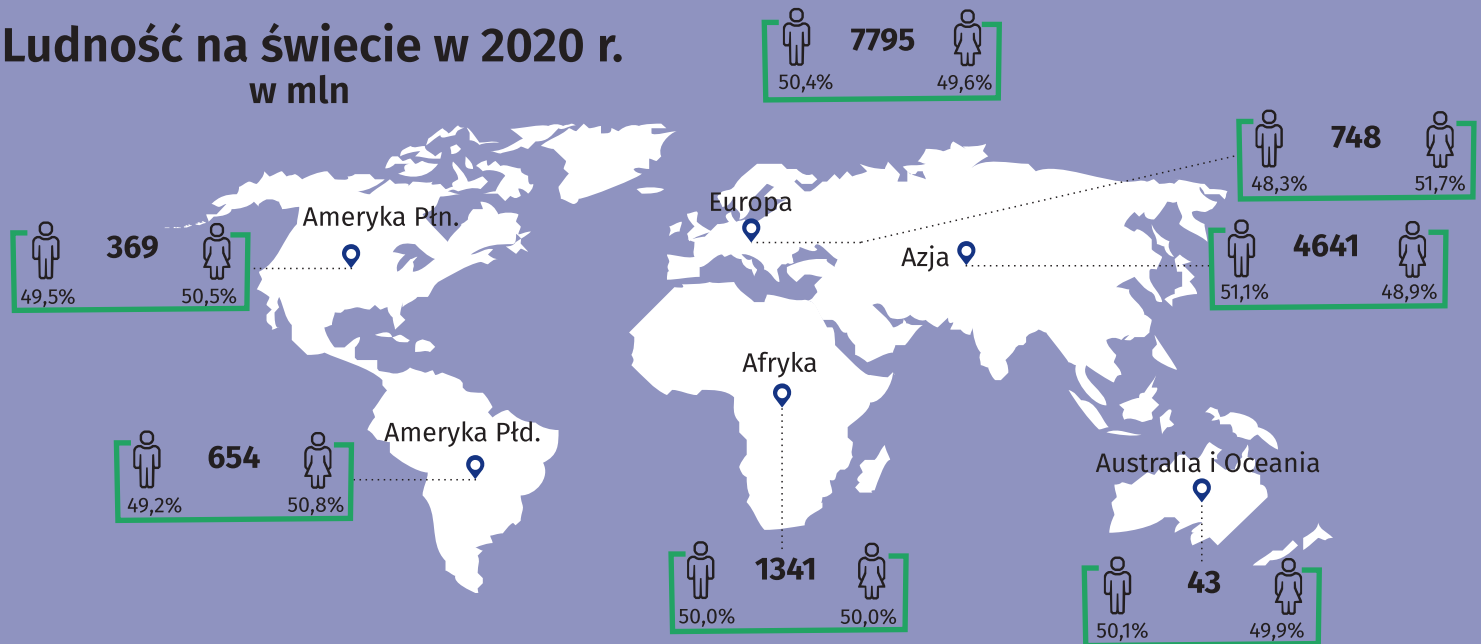 Ludność na świecie w 2020 r.
w mln
7795
50,4% 49,6%
748
48,3% 51,7%
Europa
Ameryka Płn.
369
49,5% 50,5%
Azja
4641
51,1% 48,9%
Afryka
Ameryka Płd.
654
49,2% 50,8%
Australia i Oceania
1341
50,0% 50,0%
43
50,1% 49,9%